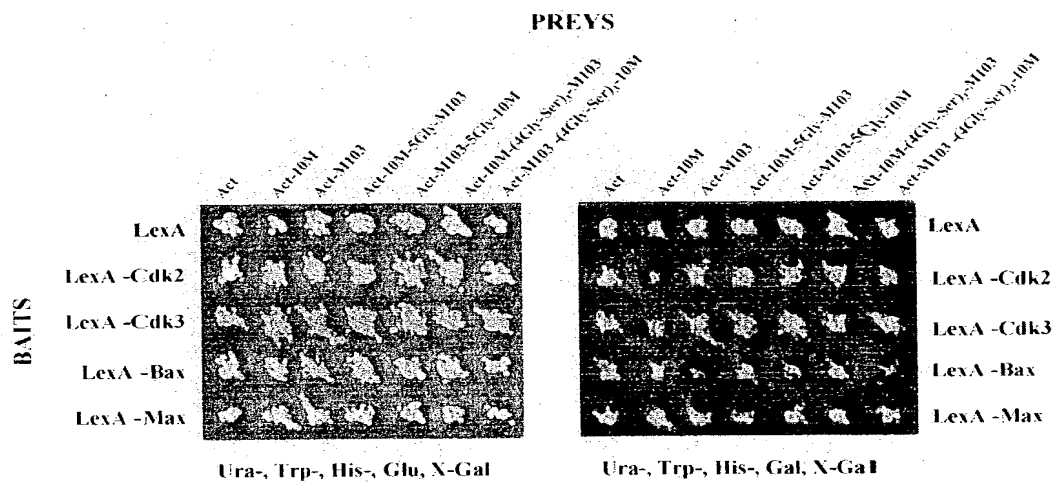 PREYS
Act
Act-10M
Act-M103
Act-10M-5Gly-M103
Act-M103-5Gly-10M
Act-10M-(4Gly-Ser)₃-M103
Act-M103-(4Gly-Ser)₃-10M
Act
Act-10M
Act-M103
Act-10M-5Gly-M103
Act-M103-5Gly-10M
Act-10M-(4Gly-Ser)₃-M103
Act-M103-(4Gly-Ser)₃-10M
BAITS
LexA
LexA -Cdk2
LexA -Cdk3
LexA -Bax
LexA -Max
LexA
LexA -Cdk2
LexA -Cdk3
LexA -Bax
LexA -Max
Ura-, Trp-, His-, Glu, X-Gal
Ura-, Trp-, His-, Gal, X-Gal